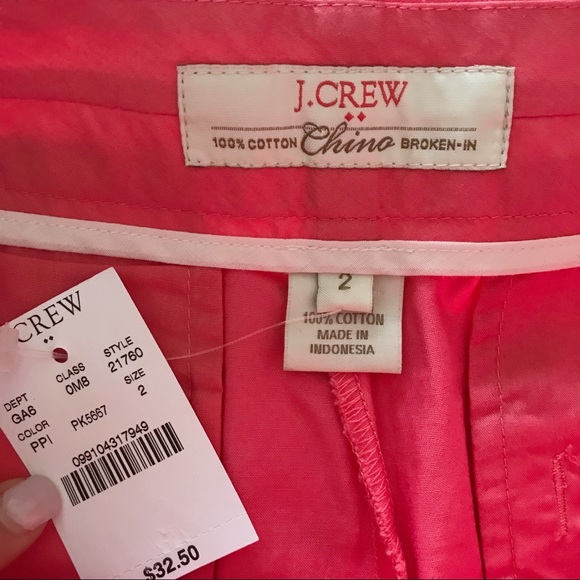 J.CREW
100% COTTON Chino BROKEN-IN
2
100% COTTON
MADE IN
INDONESIA
CREW
DEPT CLASS STYLE
GA6 0M8 21760
COLOR SIZE
PPI PK5667 2
099104317949
$32.50